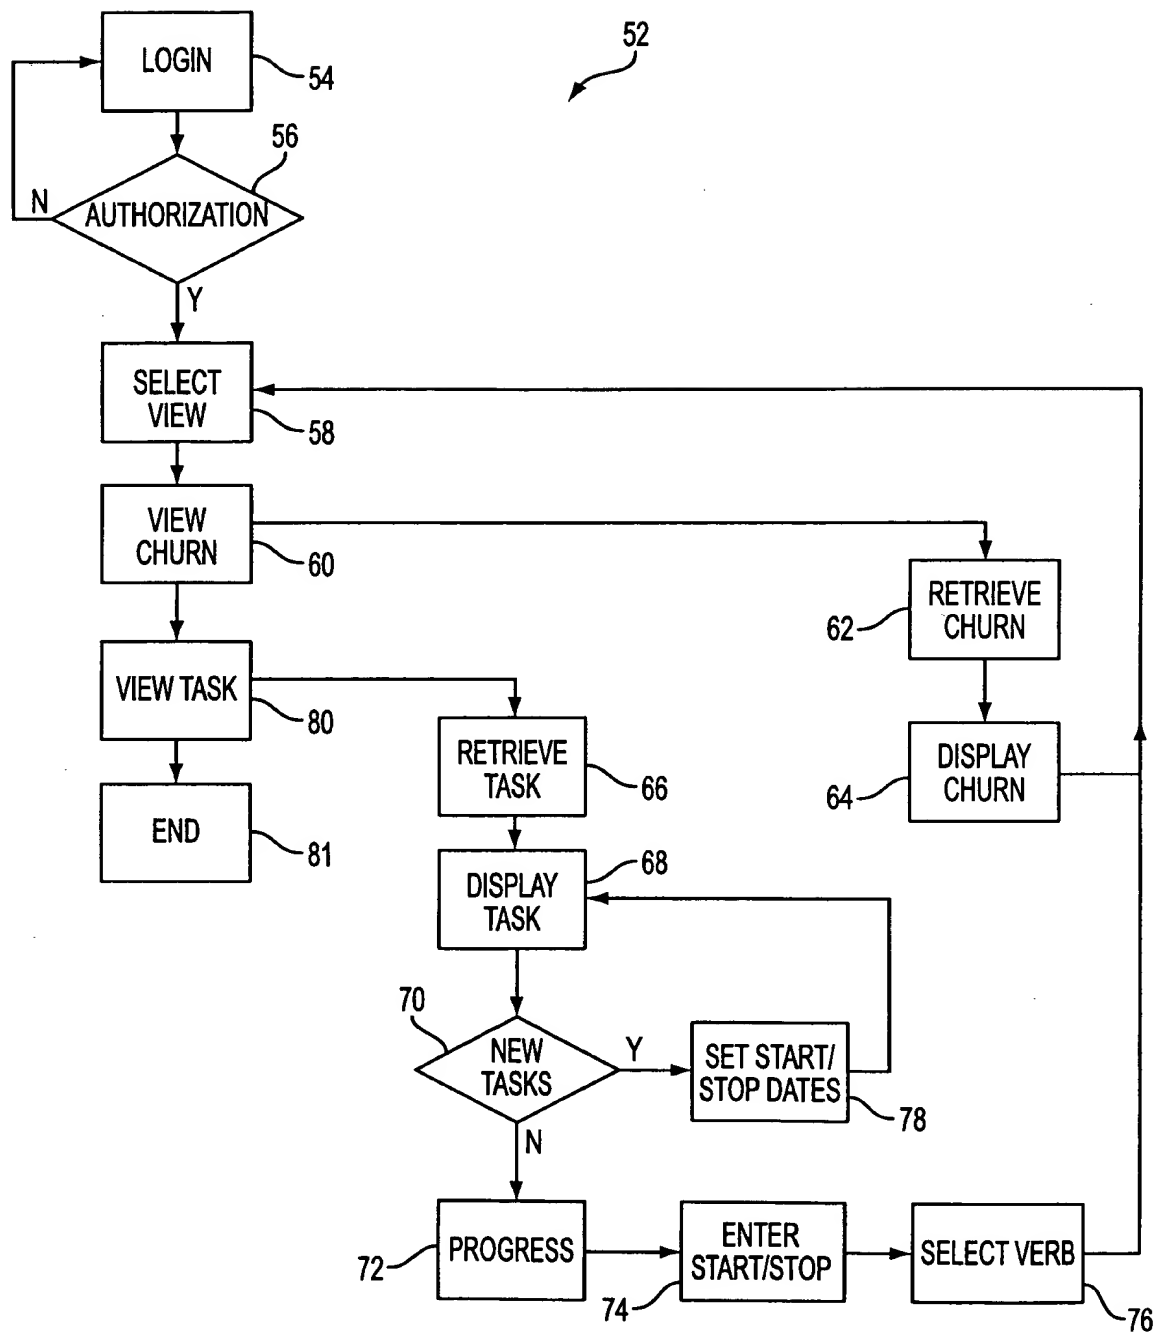 52
LOGIN
54
56
AUTHORIZATION
N
Y
SELECT
VIEW
58
VIEW
CHURN
60
RETRIEVE
CHURN
62
VIEW TASK
80
RETRIEVE
TASK
66
DISPLAY
CHURN
64
END
81
DISPLAY
TASK
68
70
NEW
TASKS
Y
SET START/
STOP DATES
78
N
PROGRESS
72
ENTER
START/STOP
74
SELECT VERB
76